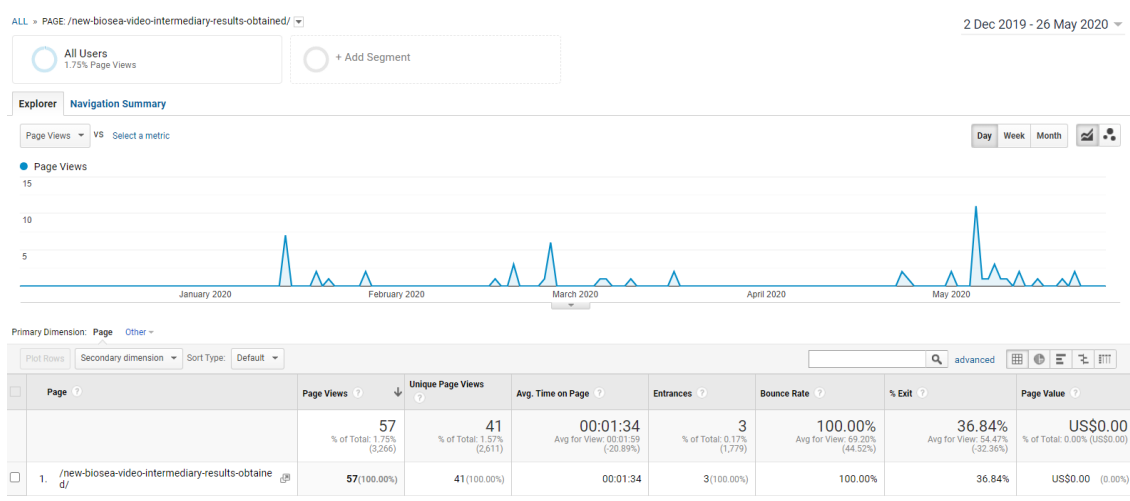 ALL » PAGE: /new-biosea-video-intermediary-results-obtained/
2 Dec 2019 - 26 May 2020
All Users
1.75% Page Views
+ Add Segment
Explorer Navigation Summary
Page Views VS Select a metric
Day Week Month
Page Views
15
10
5
January 2020 February 2020 March 2020 April 2020 May 2020
Primary Dimension: Page Other
Plot Rows Secondary dimension Sort Type: Default advanced
Page ? Page Views ? Unique Page Views ? Avg. Time on Page ? Entrances ? Bounce Rate ? % Exit ? Page Value ?
57 41 00:01:34 3 100.00% 36.84% US$0.00
% of Total: 1.75% % of Total: 1.57% Avg for View: 00:01:59 % of Total: 0.17% Avg for View: 69.20% Avg for View: 54.47% % of Total: 0.00% (US$0.00)
(3,266) (2,611) (-20.89%) (1,779) (44.52%) (-32.36%)
1. /new-biosea-video-intermediary-results-obtaine
d/ 57(100.00%) 41(100.00%) 00:01:34 3(100.00%) 100.00% 36.84% US$0.00 (0.00%)